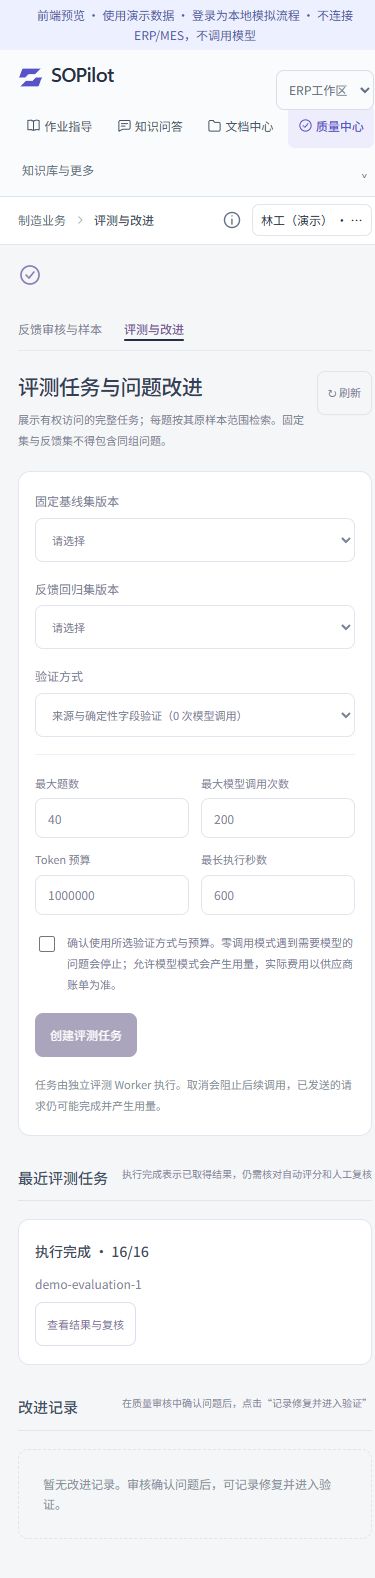 前端预览 • 使用演示数据 • 登录为本地模拟流程 • 不连接
ERP/MES，不调用模型
SOPilot
ERP工作区
作业指导
知识问答
文档中心
质量中心
知识库与更多
制造业务
评测与改进
林工（演示） • ···
反馈审核与样本
评测与改进
评测任务与问题改进
刷新
展示有权访问的完整任务；每题按其原样本范围检索。固定
集与反馈集不得包含同组问题。
固定基线集版本
请选择
反馈回归集版本
请选择
验证方式
来源与确定性字段验证（0 次模型调用）
最大题数
最大模型调用次数
40
200
Token 预算
最长执行秒数
1000000
600
确认使用所选验证方式与预算。零调用模式遇到需要模型的
问题会停止；允许模型模式会产生用量，实际费用以供应商
账单为准。
创建评测任务
任务由独立评测 Worker 执行。取消会阻止后续调用，已发送的请
求仍可能完成并产生用量。
最近评测任务
执行完成表示已取得结果，仍需核对自动评分和人工复核
执行完成 • 16/16
demo-evaluation-1
查看结果与复核
改进记录
在质量审核中确认问题后，点击“记录修复并进入验证”
暂无改进记录。审核确认问题后，可记录修复并进入验
证。